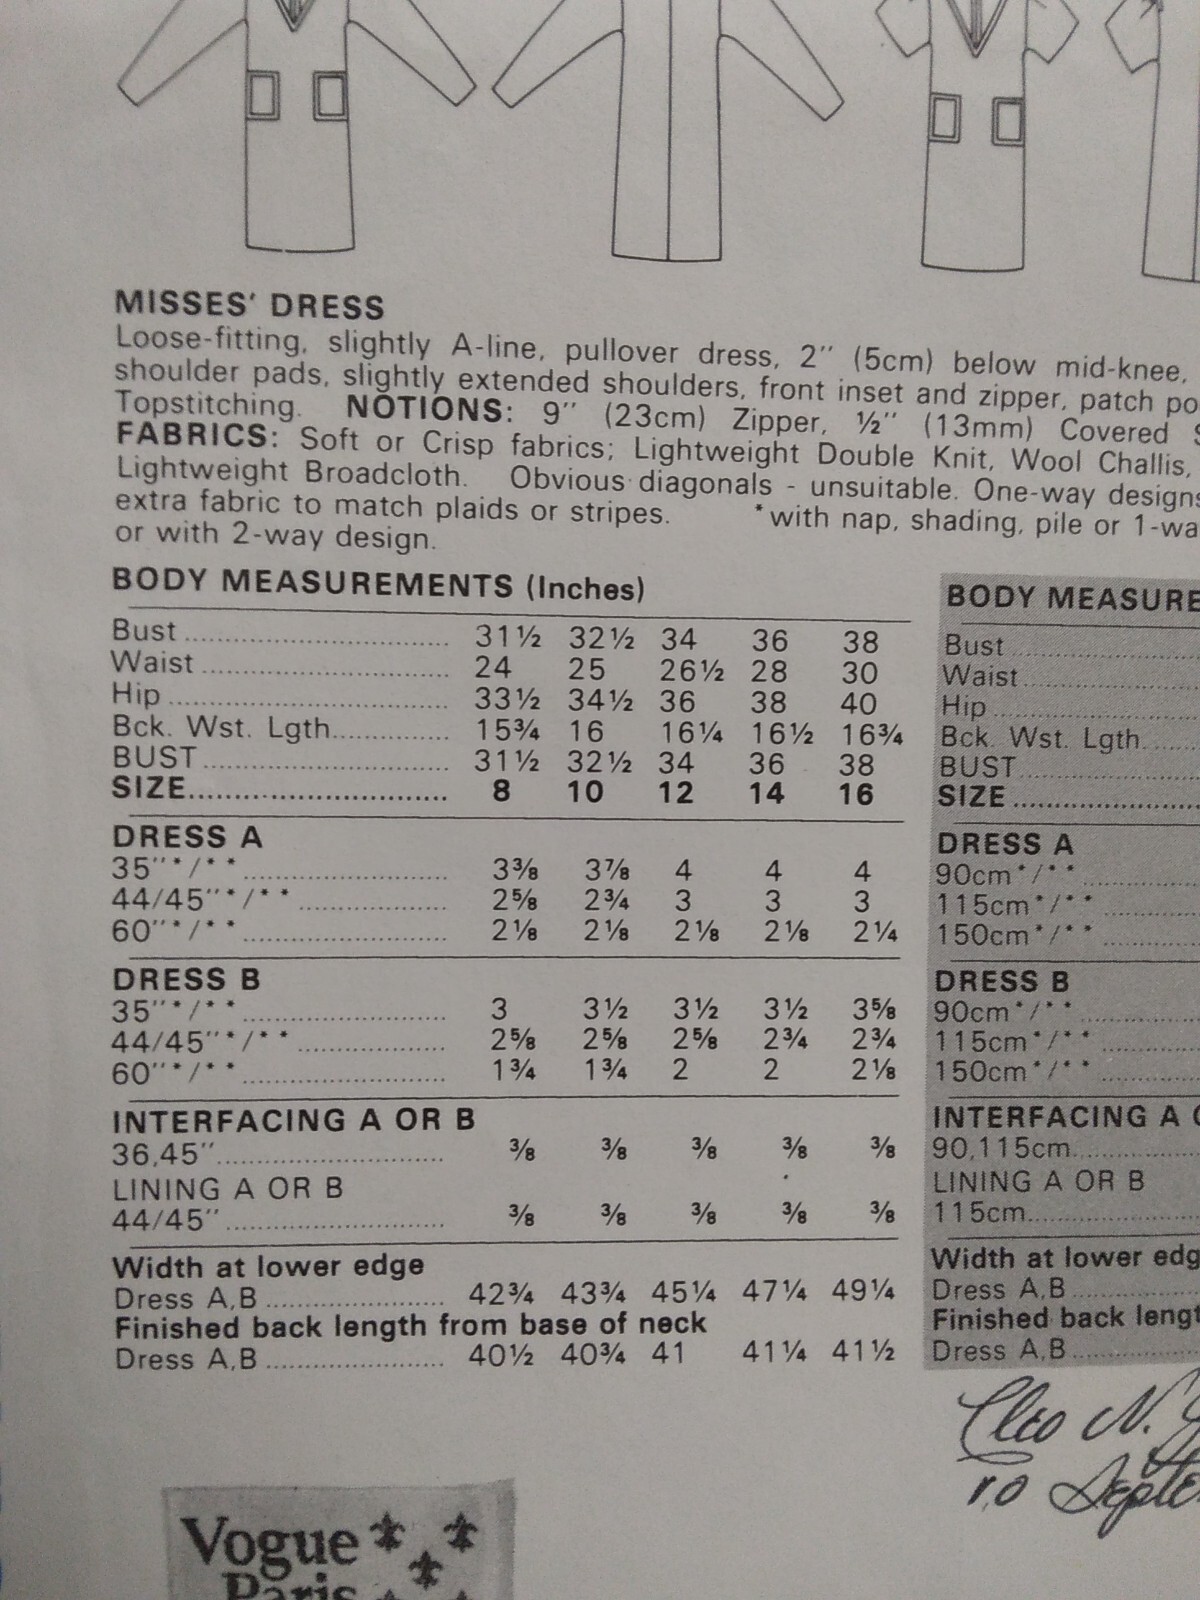 MISSES' DRESS
Loose-fitting, slightly A-line, pullover dress, 2" (5cm) below mid-knee,
shoulder pads, slightly extended shoulders, front inset and zipper, patch
Topstitching. NOTIONS: 9" (23cm) Zipper, ½" (13mm) Covered
FABRICS: Soft or Crisp fabrics; Lightweight Double Knit, Wool Challis,
Lightweight Broadcloth. Obvious diagonals - unsuitable. One-way designs
extra fabric to match plaids or stripes. *with nap, shading, pile or
or with 2-way design.
BODY MEASUREMENTS (Inches)
Bust 31½ 32½ 34 36 38
Waist 24 25 26½ 28 30
Hip 33½ 34½ 36 38 40
Bck. Wst. Lgth. 15¾ 16 16¼ 16½ 16¾
BUST 31½ 32½ 34 36 38
SIZE 8 10 12 14 16
DRESS A
35"*/** 3⅜ 3⅞ 4 4 4
44/45"*/** 2⅝ 2¾ 3 3 3
60"*/** 2⅛ 2⅛ 2⅛ 2⅛ 2¼
DRESS B
35"*/** 3 3½ 3½ 3½ 3⅝
44/45"*/** 2⅝ 2⅝ 2⅝ 2¾ 2¾
60"*/** 1¾ 1¾ 2 2 2⅛
INTERFACING A OR B
36,45" ⅜ ⅜ ⅜ ⅜ ⅜
LINING A OR B
44/45" ⅜ ⅜ ⅜ ⅜ ⅜
Width at lower edge
Dress A,B 42¾ 43¾ 45¼ 47¼ 49¼
Finished back length from base of neck
Dress A,B 40½ 40¾ 41 41¼ 41½
BODY
Bust
Waist
Hip
Bck. Wst. Lgth.
BUST
SIZE
DRESS A
90cm*/**
115cm*/**
150cm*/**
DRESS B
90cm*/**
115cm*/**
150cm*/**
INTERFACING A
90,115cm
LINING A OR B
115cm
Width at lower
Dress A,B
Finished back
Dress A,B
Cleo N.
10
Vogue
Paris